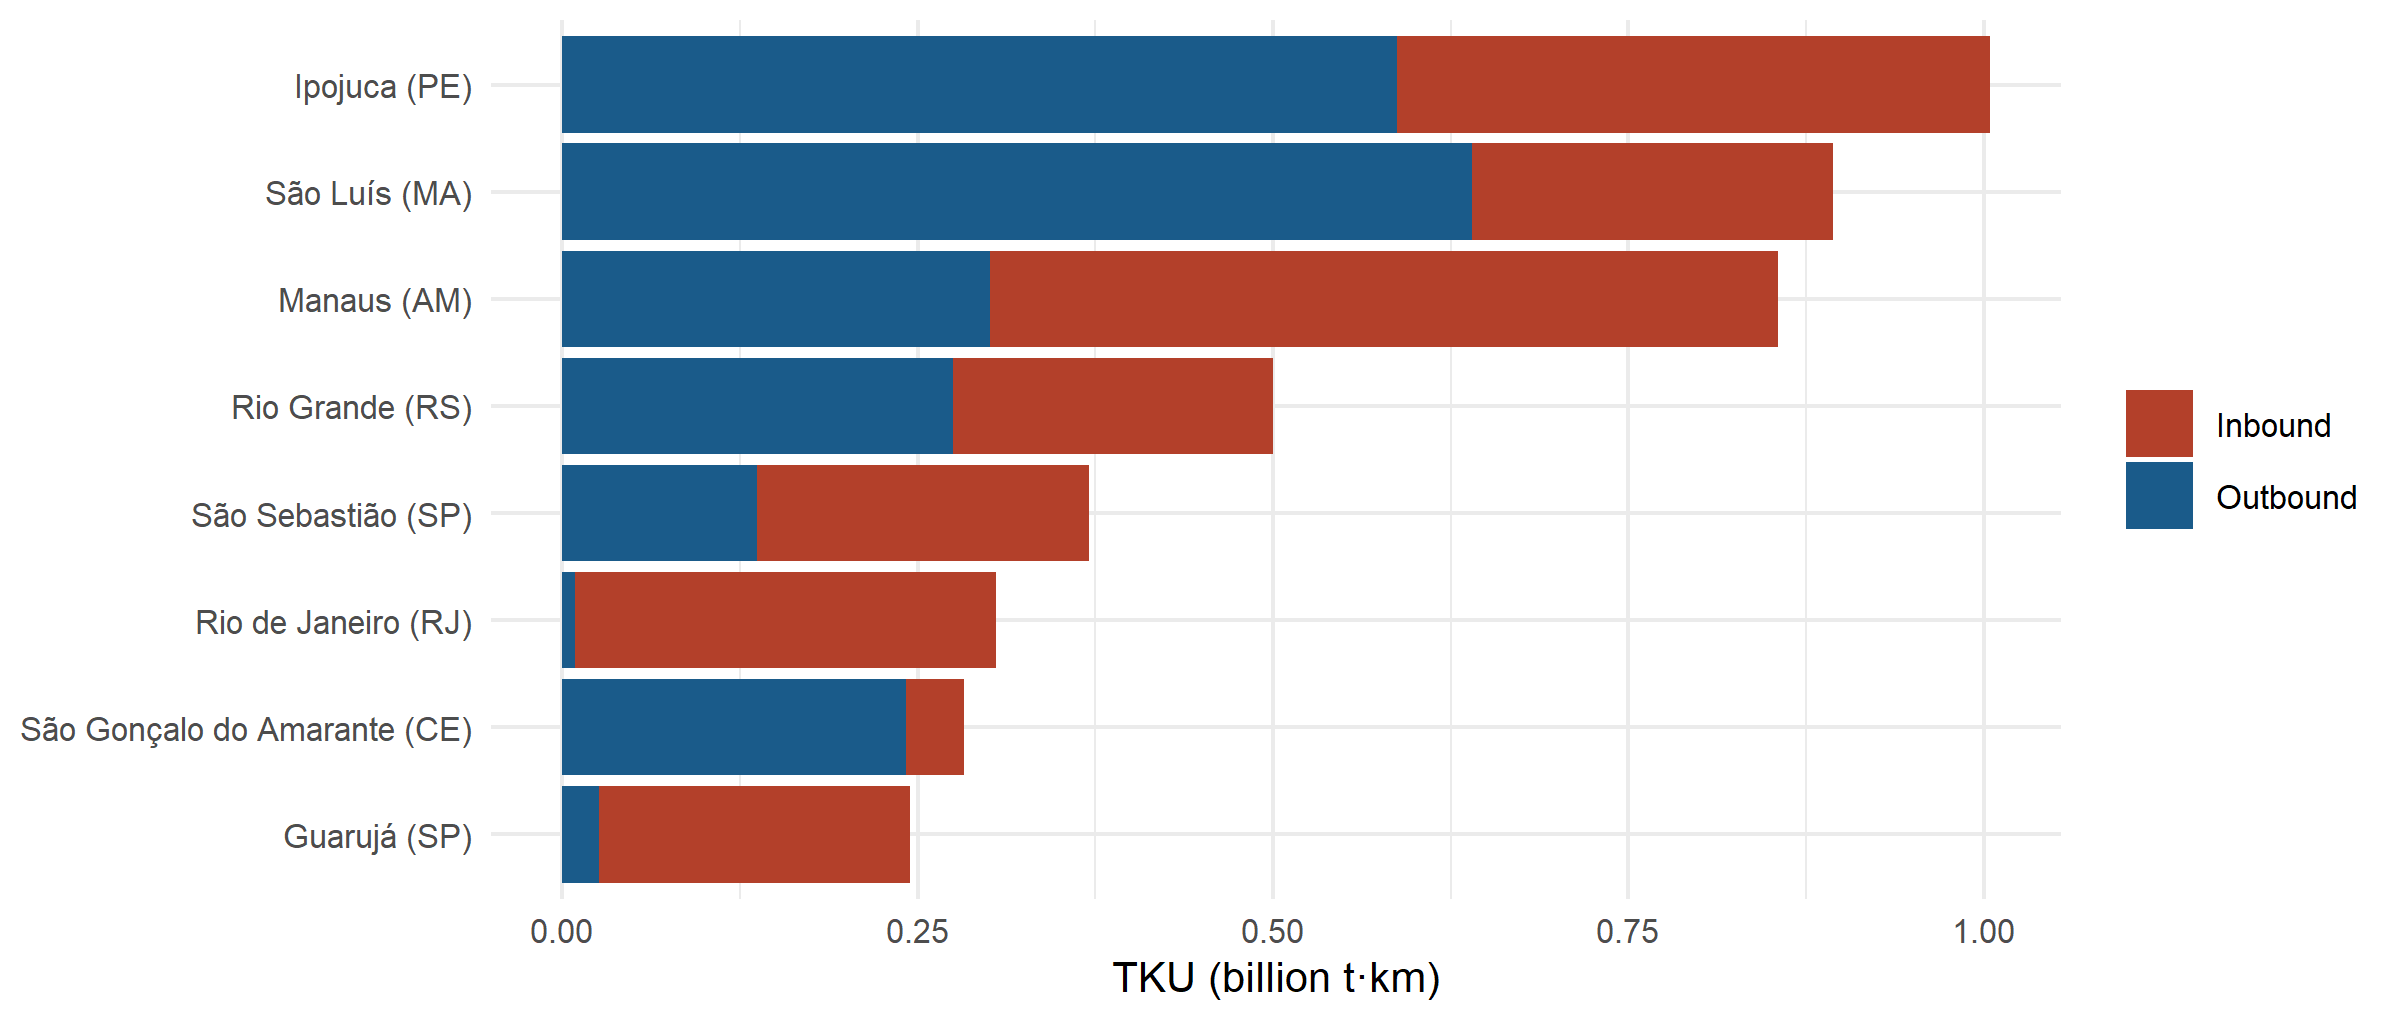 Ipojuca (PE)
São Luís (MA)
Manaus (AM)
Rio Grande (RS)
São Sebastião (SP)
Rio de Janeiro (RJ)
São Gonçalo do Amarante (CE)
Guarujá (SP)
0.00 0.25 0.50 0.75 1.00
TKU (billion t·km)
Inbound
Outbound